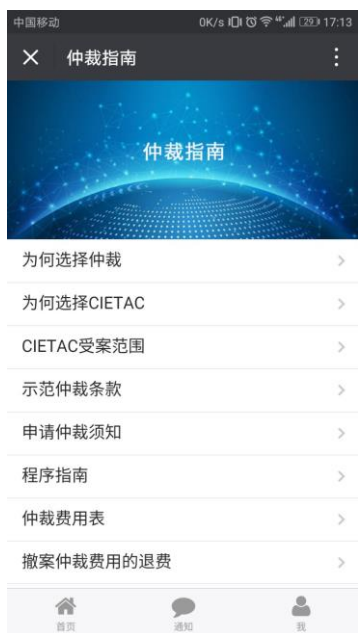 中国移动 0K/s 46 29 17:13
仲裁指南
仲裁指南
为何选择仲裁
为何选择CIETAC
CIETAC受案范围
示范仲裁条款
申请仲裁须知
程序指南
仲裁费用表
撤案仲裁费用的退费
首页 通知 我